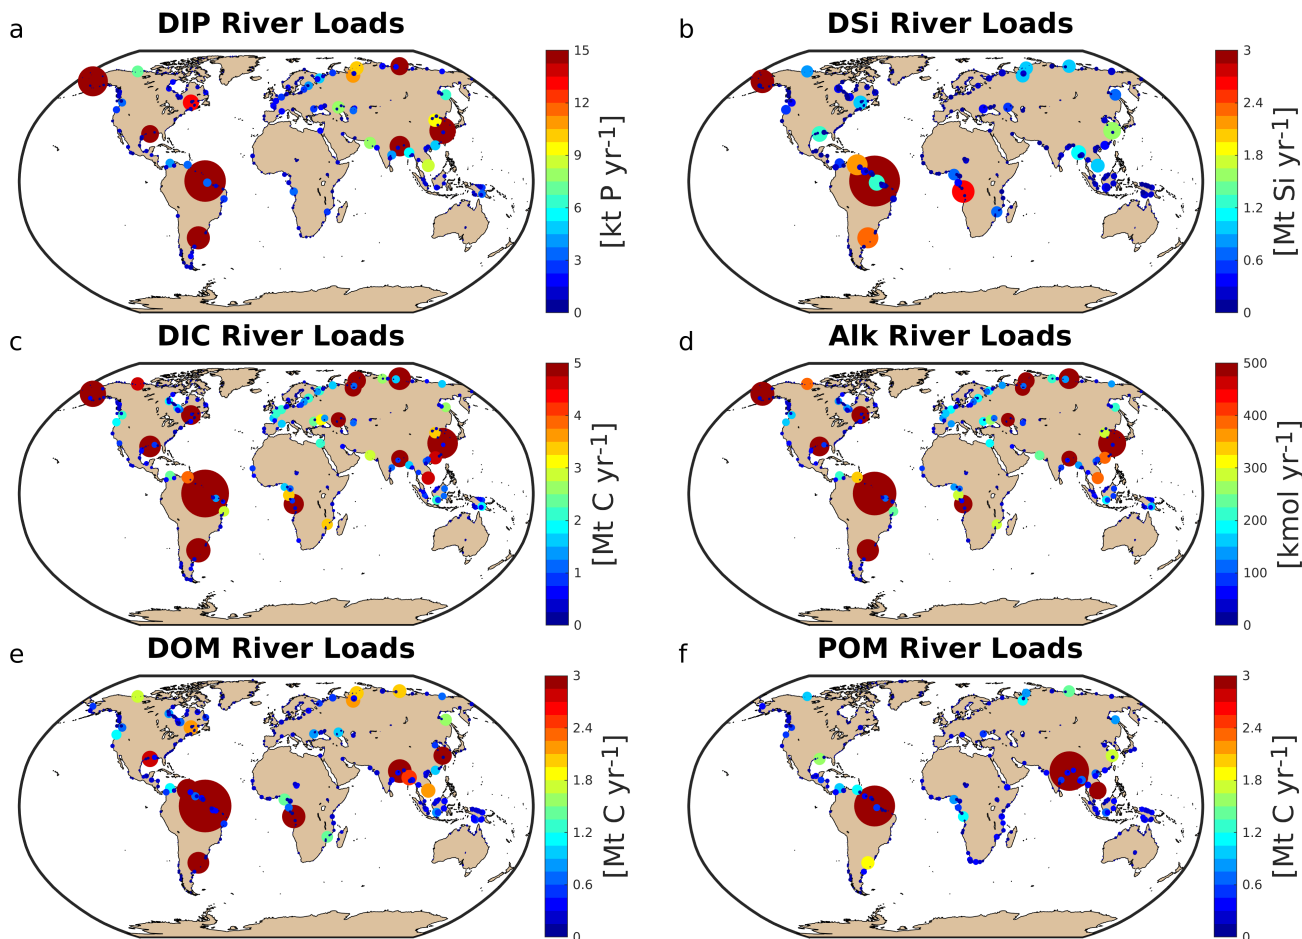 a
DIP River Loads
15
12
9
6
3
0
[kt P yr-1]
b
DSi River Loads
3
2.4
1.8
1.2
0.6
0
[Mt Si yr-1]
c
DIC River Loads
5
4
3
2
1
0
[Mt C yr-1]
d
Alk River Loads
500
400
300
200
100
0
[kmol yr-1]
e
DOM River Loads
3
2.4
1.8
1.2
0.6
0
[Mt C yr-1]
f
POM River Loads
3
2.4
1.8
1.2
0.6
0
[Mt C yr-1]